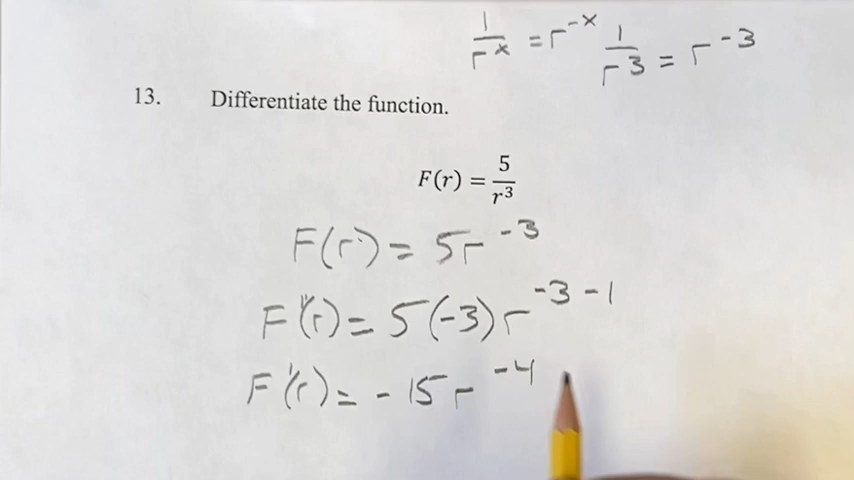 1/r^x = r^-x 1/r^3 = r^-3
13. Differentiate the function.
F(r) = 5/r^3
F(r) = 5r^-3
F'(r) = 5(-3)r^-3-1
F'(r) = -15r^-4